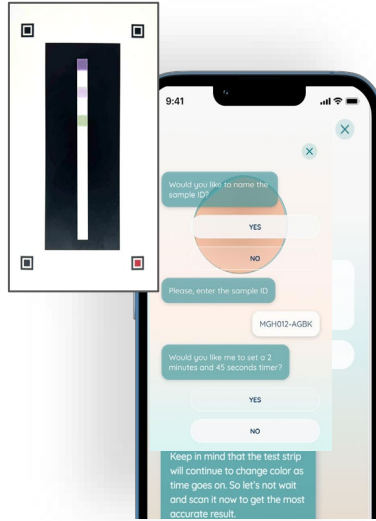 9:41
Would you like to name the
sample ID?
YES
NO
Please, enter the sample ID
MGH012-AGBK
Would you like me to set a 2
minutes and 45 seconds timer?
YES
NO
Keep in mind that the test strip
will continue to change color as
time goes on. So let's not wait
and scan it now to get the most
accurate result.